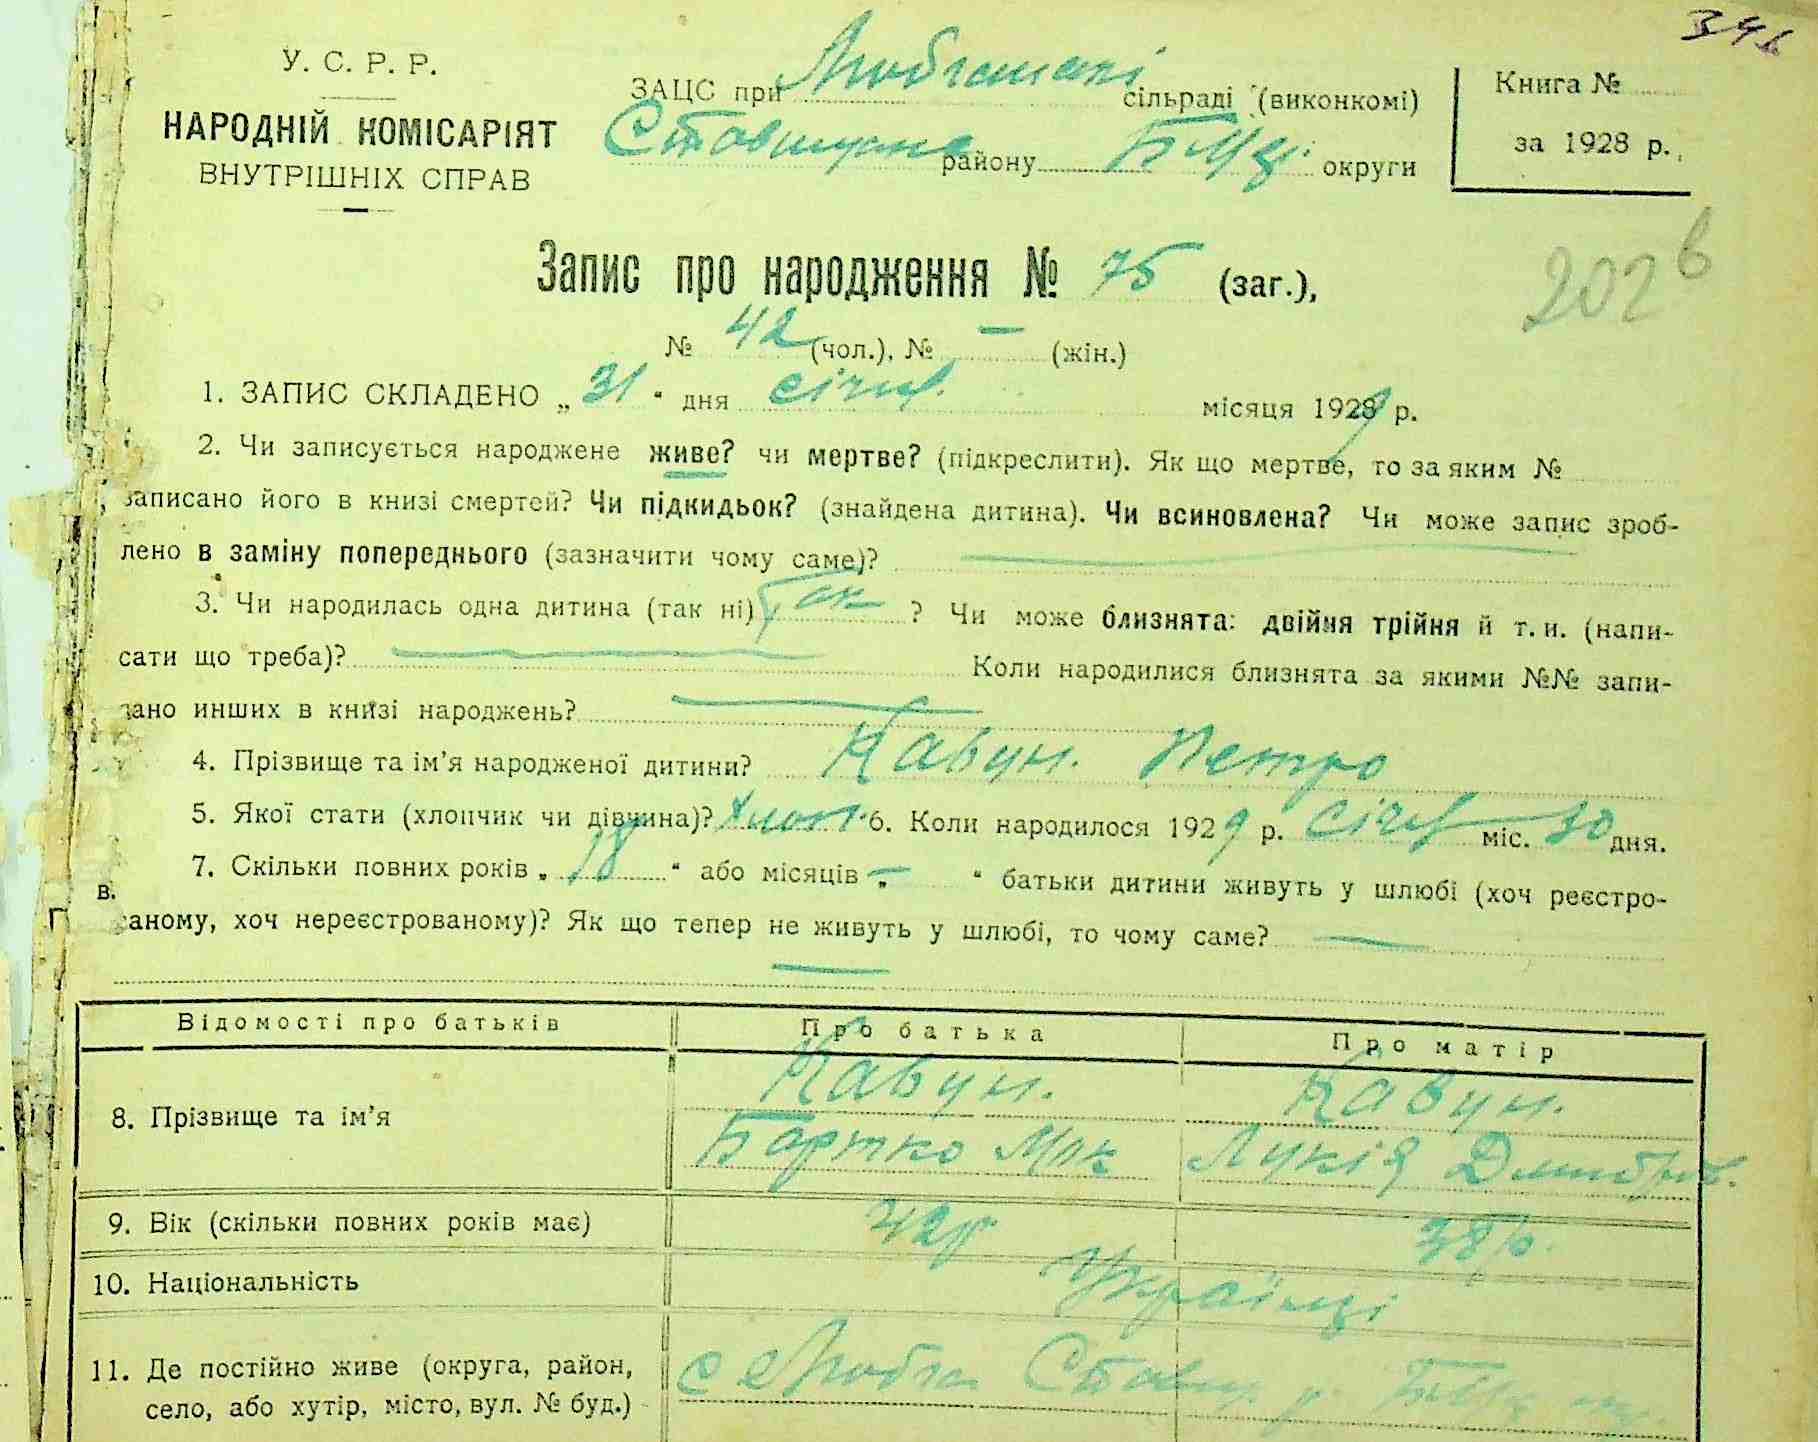 346
У. С. Р. Р.
НАРОДНІЙ КОМІСАРІЯТ
ВНУТРІШНІХ СПРАВ
ЗАЦС при сільраді (виконкомі)
району БЦ округи
Книга №
за 1928 р.
202 в
Запис про народження № 75 (заг.),
№ 42 (чол.), № — (жін.)
1. ЗАПИС СКЛАДЕНО „ 31 “ дня січня місяця 1929 р.
2. Чи записується народжене живе? чи мертве? (підкреслити). Як що мертве, то за яким №
записано його в книзі смертей? Чи підкидьок? (знайдена дитина). Чи всиновлена? Чи може запис зроб-
лено в заміну попереднього (зазначити чому саме)?
3. Чи народилась одна дитина (так ні) Так ? Чи може близнята: двійня трійня й т. и. (напи-
сати що треба)? Коли народилися близнята за якими №№ запи-
зано инших в книзі народжень?
4. Прізвище та ім’я народженої дитини? Кавун. Петро
5. Якої стати (хлопчик чи дівчина)? хлоп. 6. Коли народилося 1929 р. січня міс. 30 дня.
7. Скільки повних років „ 18 “ або місяців „ — “ батьки дитини живуть у шлюбі (хоч реєстро-
в.
ваному, хоч нереєстрованому)? Як що тепер не живуть у шлюбі, то чому саме? —
Відомості про батьків Про батька Про матір
8. Прізвище та ім’я
Кавун. Кавун.
Бартко Лукія
9. Вік (скільки повних років має) 42р 38р.
10. Національність Українці
11. Де постійно живе (округа, район,
село, або хутір, місто, вул. № буд.)
с